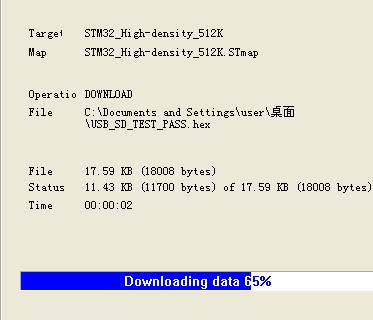 Target STM32_High-density_512K
Map STM32_High-density_512K.STmap
Operatio DOWNLOAD
File C:\Documents and Settings\user\桌面
\USB_SD_TEST_PASS.hex
File 17.59 KB (18008 bytes)
Status 11.43 KB (11700 bytes) of 17.59 KB (18008 bytes)
Time 00:00:02
Downloading data 65%